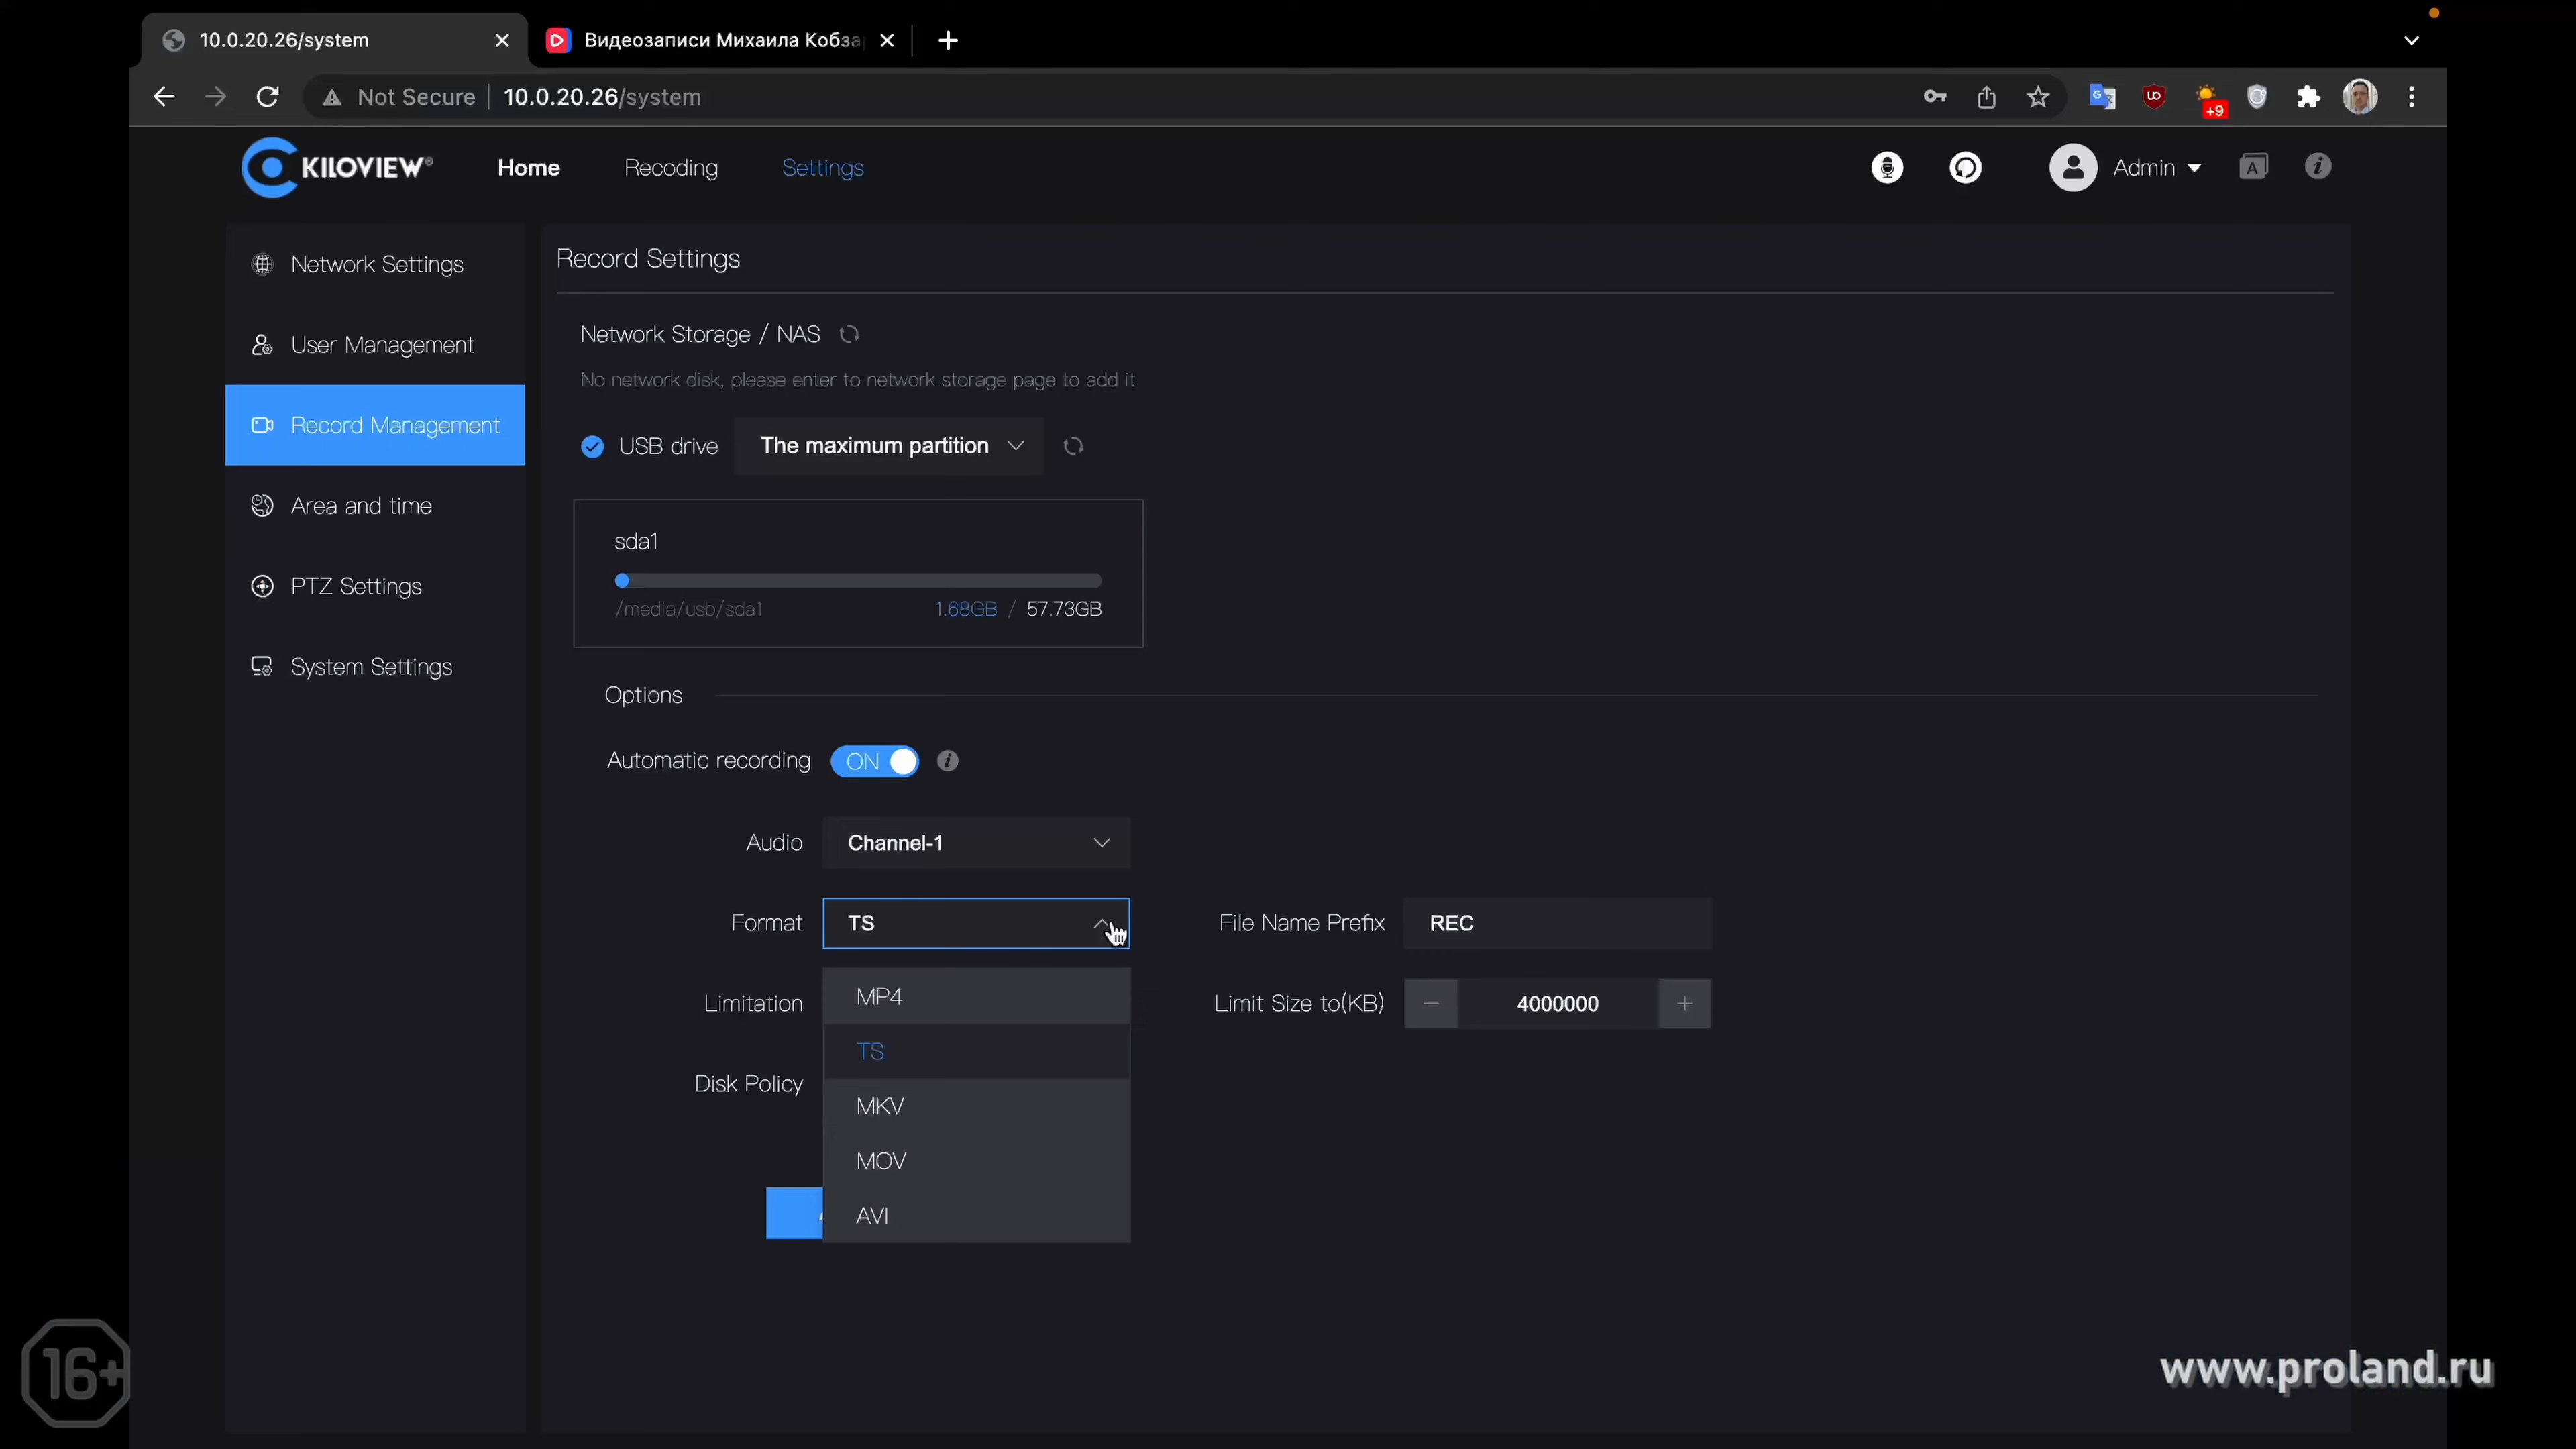 10.0.20.26/system
Видеозаписи Михаила Кобза
Not Secure
10.0.20.26/system
+9
KILOVIEW®
Home
Recoding
Settings
Admin
A
Network Settings
User Management
Record Management
Area and time
PTZ Settings
System Settings
Record Settings
Network Storage / NAS
No network disk, please enter to network storage page to add it
USB drive
The maximum partition
sda1
/media/usb/sda1
1.68GB / 57.73GB
Options
Automatic recording
ON
Audio
Channel-1
Format
TS
File Name Prefix
REC
Limitation
MP4
Limit Size to(KB)
4000000
TS
Disk Policy
MKV
MOV
AVI
16+
www.proland.ru